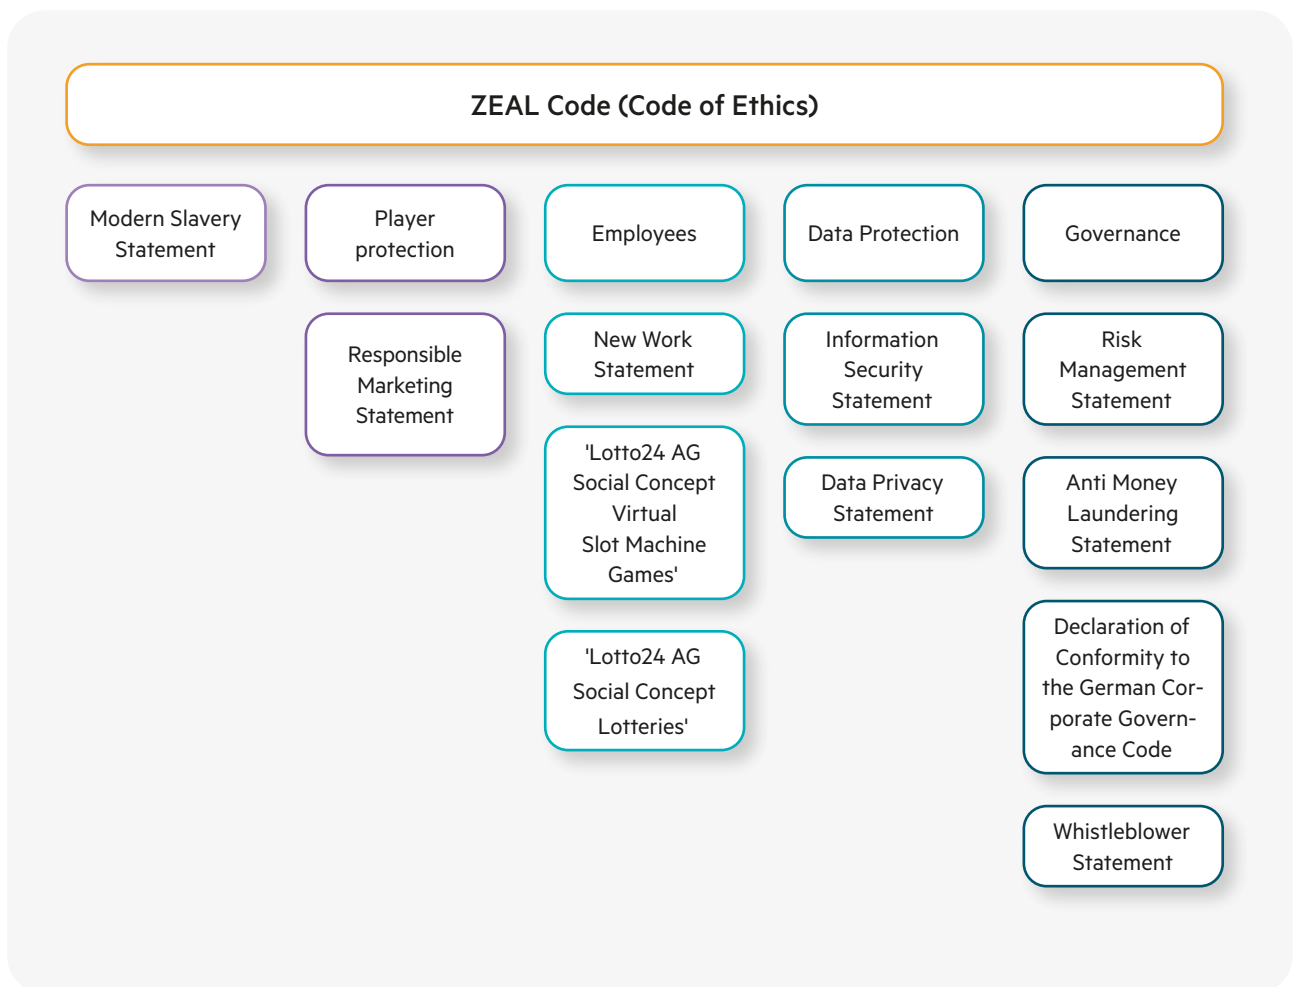 ZEAL Code (Code of Ethics)
Modern Slavery
Statement
Player
protection
Employees
Data Protection
Governance
Responsible
Marketing
Statement
New Work
Statement
'Lotto24 AG
Social Concept
Virtual
Slot Machine
Games'
'Lotto24 AG
Social Concept
Lotteries'
Information
Security
Statement
Data Privacy
Statement
Risk
Management
Statement
Anti Money
Laundering
Statement
Declaration of
Conformity to
the German Cor-
porate Govern-
ance Code
Whistleblower
Statement